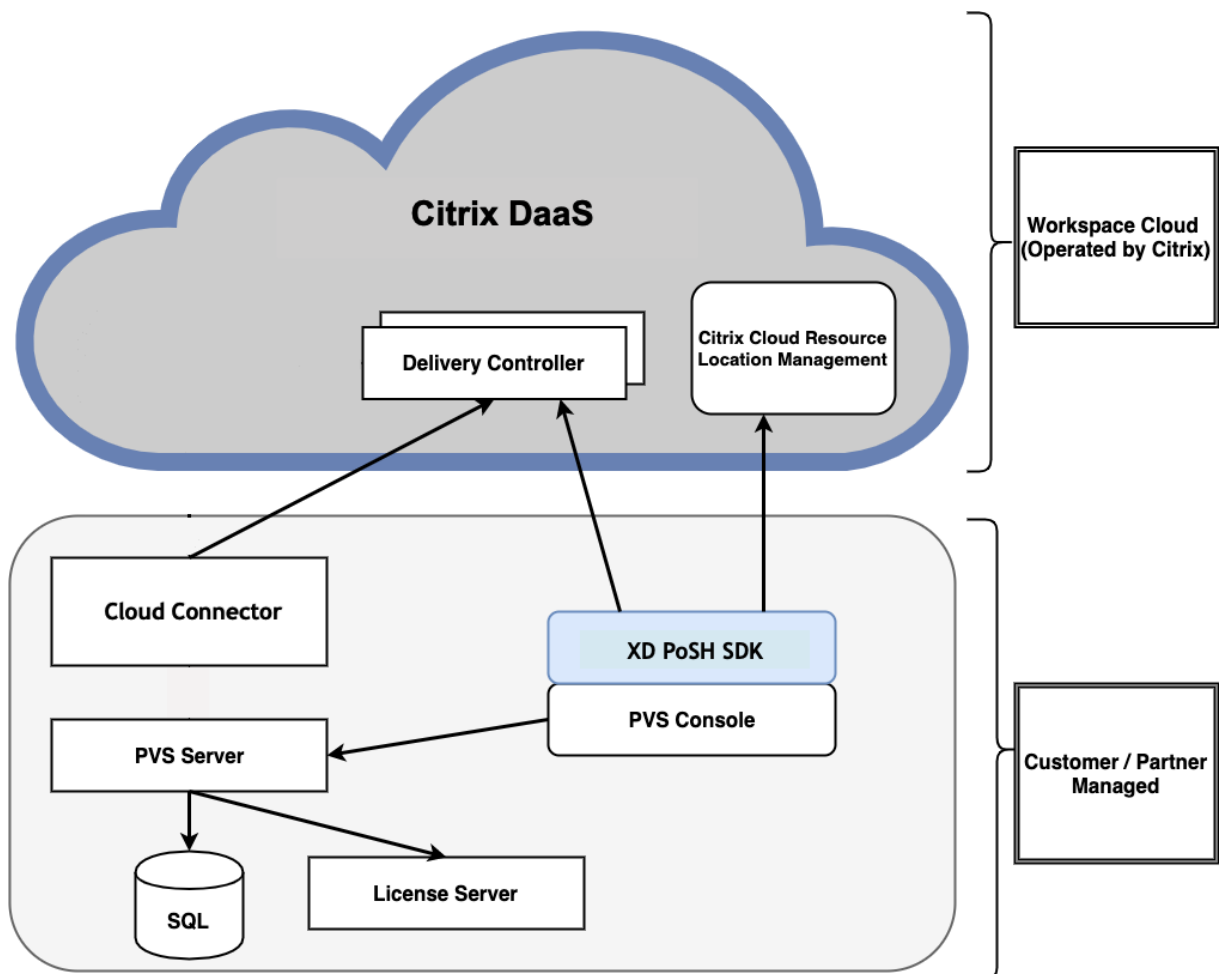 Citrix DaaS
Delivery Controller
Citrix Cloud Resource
Location Management
Workspace Cloud
(Operated by Citrix)
Cloud Connector
XD PoSH SDK
PVS Console
PVS Server
SQL
License Server
Customer / Partner
Managed